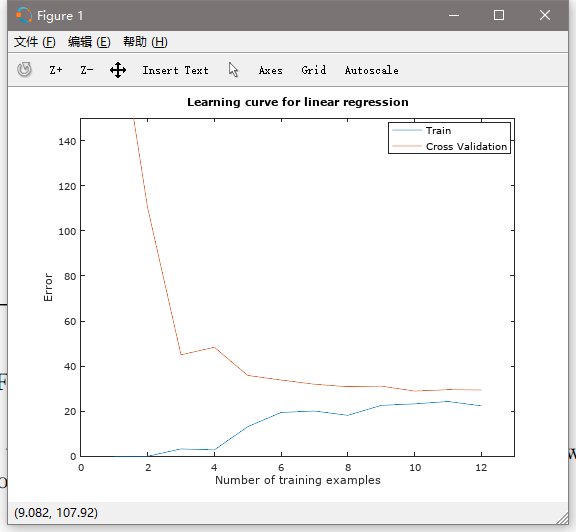 Figure 1
文件 (F) 编辑 (E) 帮助 (H)
Z+ Z- Insert Text Axes Grid Autoscale
Learning curve for linear regression
Train
Cross Validation
140
120
100
80
60
40
20
0
Error
0 2 4 6 8 10 12
Number of training examples
(9.082, 107.92)